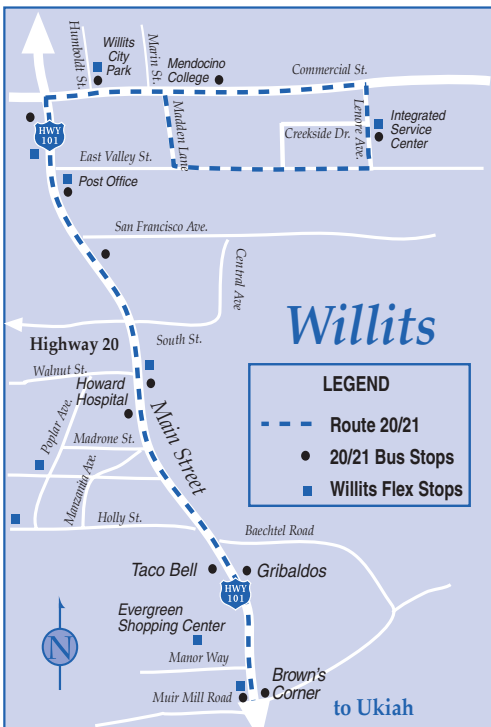 Humboldt St.
Willits
City
Park
Marin St.
Mendocino
College
Commercial St.
HWY
101
Madden Lane
Creekside Dr.
Lenore Ave.
Integrated
Service
Center
East Valley St.
Post Office
San Francisco Ave.
Central Ave
Willits
Highway 20
South St.
Walnut St.
Howard
Hospital
Poplar Ave.
Madrone St.
Manzanita Ave.
Main Street
Holly St.
LEGEND
Route 20/21
20/21 Bus Stops
Willits Flex Stops
Baechtel Road
Taco Bell
Gribaldos
HWY
101
Evergreen
Shopping Center
N
Manor Way
Muir Mill Road
Brown's
Corner
to Ukiah